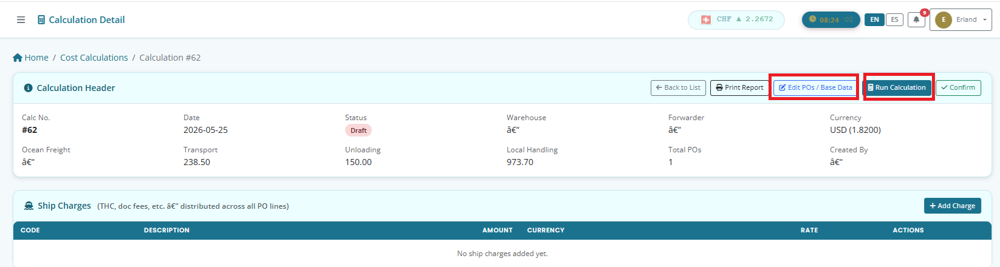 Calculation Detail
CHF ▲ 2.2672
08:24 :02
EN ES
9
E Erland
Home / Cost Calculations / Calculation #62
Calculation Header
Back to List
Print Report
Edit POs / Base Data
Run Calculation
Confirm
Calc No. Date Status Warehouse Forwarder Currency
#62 2026-05-25 Draft â€“ â€“ USD (1.8200)
Ocean Freight Transport Unloading Local Handling Total POs Created By
â€“ 238.50 150.00 973.70 1 â€“
Ship Charges (THC, doc fees, etc. â€“ distributed across all PO lines)
+ Add Charge
CODE DESCRIPTION AMOUNT CURRENCY RATE ACTIONS
No ship charges added yet.